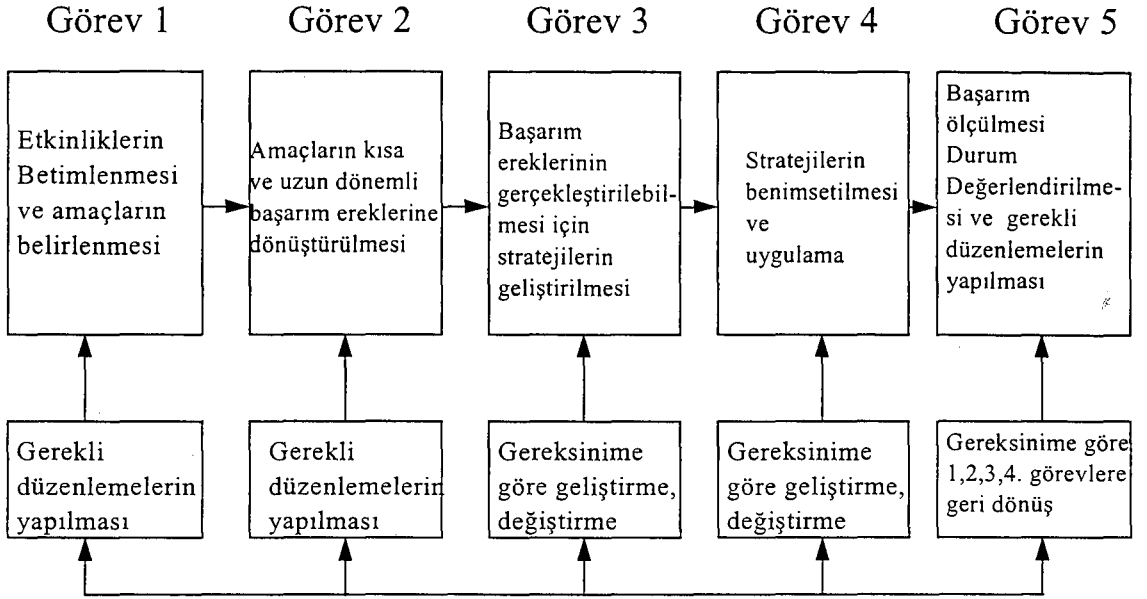 Görev 1
Görev 2
Görev 3
Görev 4
Görev 5
Etkinliklerin
Betimlenmesi
ve amaçların
belirlenmesi
Amaçların kısa
ve uzun dönemli
başarım ereklerine
dönüştürülmesi
Başarım
ereklerinin
gerçekleştirilebil-
mesi için
stratejilerin
geliştirilmesi
Stratejilerin
benimsetilmesi
ve
uygulama
Başarım
ölçülmesi
Durum
Değerlendirilme-
si ve gerekli
düzenlemelerin
yapılması
Gerekli
düzenlemelerin
yapılması
Gerekli
düzenlemelerin
yapılması
Gereksinime
göre geliştirme,
değiştirme
Gereksinime
göre geliştirme,
değiştirme
Gereksinime göre
1,2,3,4. görevlere
geri dönüş